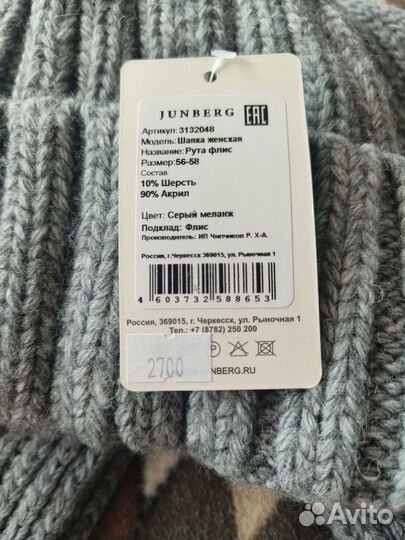 JUNBERG EAC
Артикул: 3132048
Модель: Шапка женская
Название: Рута флис
Размер: 56-58
Состав
10% Шерсть
90% Акрил
Цвет: Серый меланж
Подклад: Флис
Производитель: ИП Чипчиков Р. Х-А.
Россия, г.Черкесск 369015, ул. Рыночная 1
4 603732 588653
Россия, 369015, г. Черкесск, ул. Рыночная 1
Тел.: +7 (8782) 250 200
P
2700
JUNBERG.RU
Avito